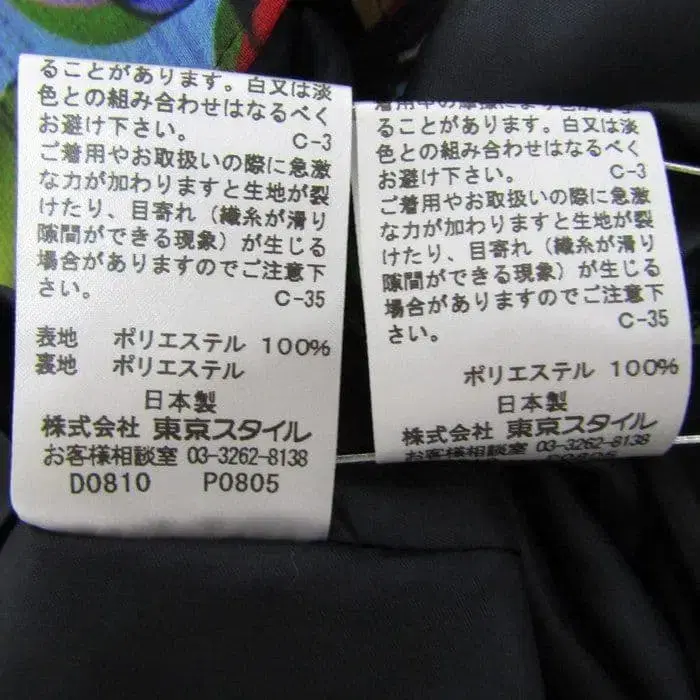 ることがあります。白又は淡
色との組み合わせはなるべく
お避け下さい。 C-3
ご着用やお取扱いの際に急激
な力が加わりますと生地が裂
けたり、目寄れ（織糸が滑り
隙間ができる現象）が生じる
場合がありますのでご注意下
さい。 C-35
表地 ポリエステル 100%
裏地 ポリエステル
日本製
株式会社 東京スタイル
お客様相談室 03-3262-8138
D0810 P0805
ることがあります。白又は淡
色との組み合わせはなるべく
お避け下さい。 C-3
ご着用やお取扱いの際に急激
な力が加わりますと生地が裂
けたり、目寄れ（織糸が滑り
隙間ができる現象）が生じる
場合がありますのでご注意下
さい。 C-35
ポリエステル 100%
日本製
株式会社 東京スタイル
お客様相談室 03-3262-8138